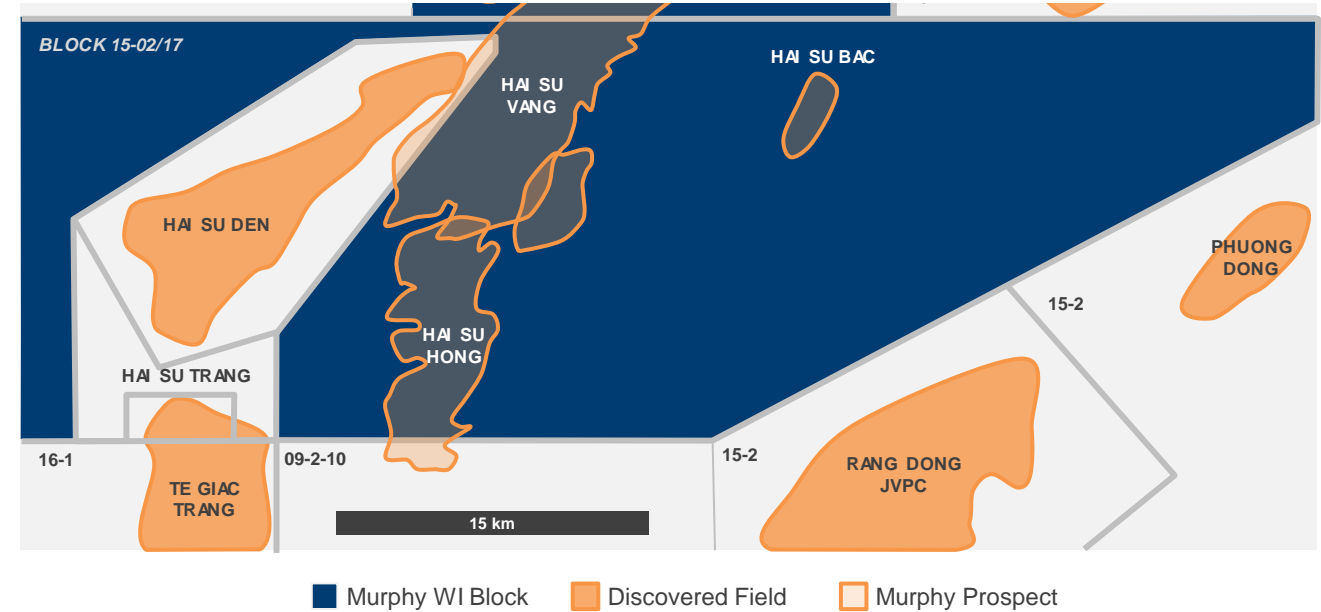 BLOCK 15-02/17
HAI SU BAC
HAI SU
VANG
HAI SU DEN
PHUONG
DONG
15-2
HAI SU
HONG
HAI SU TRANG
16-1
09-2-10
15-2
RANG DONG
JVPC
TE GIAC
TRANG
15 km
Murphy WI Block
Discovered Field
Murphy Prospect